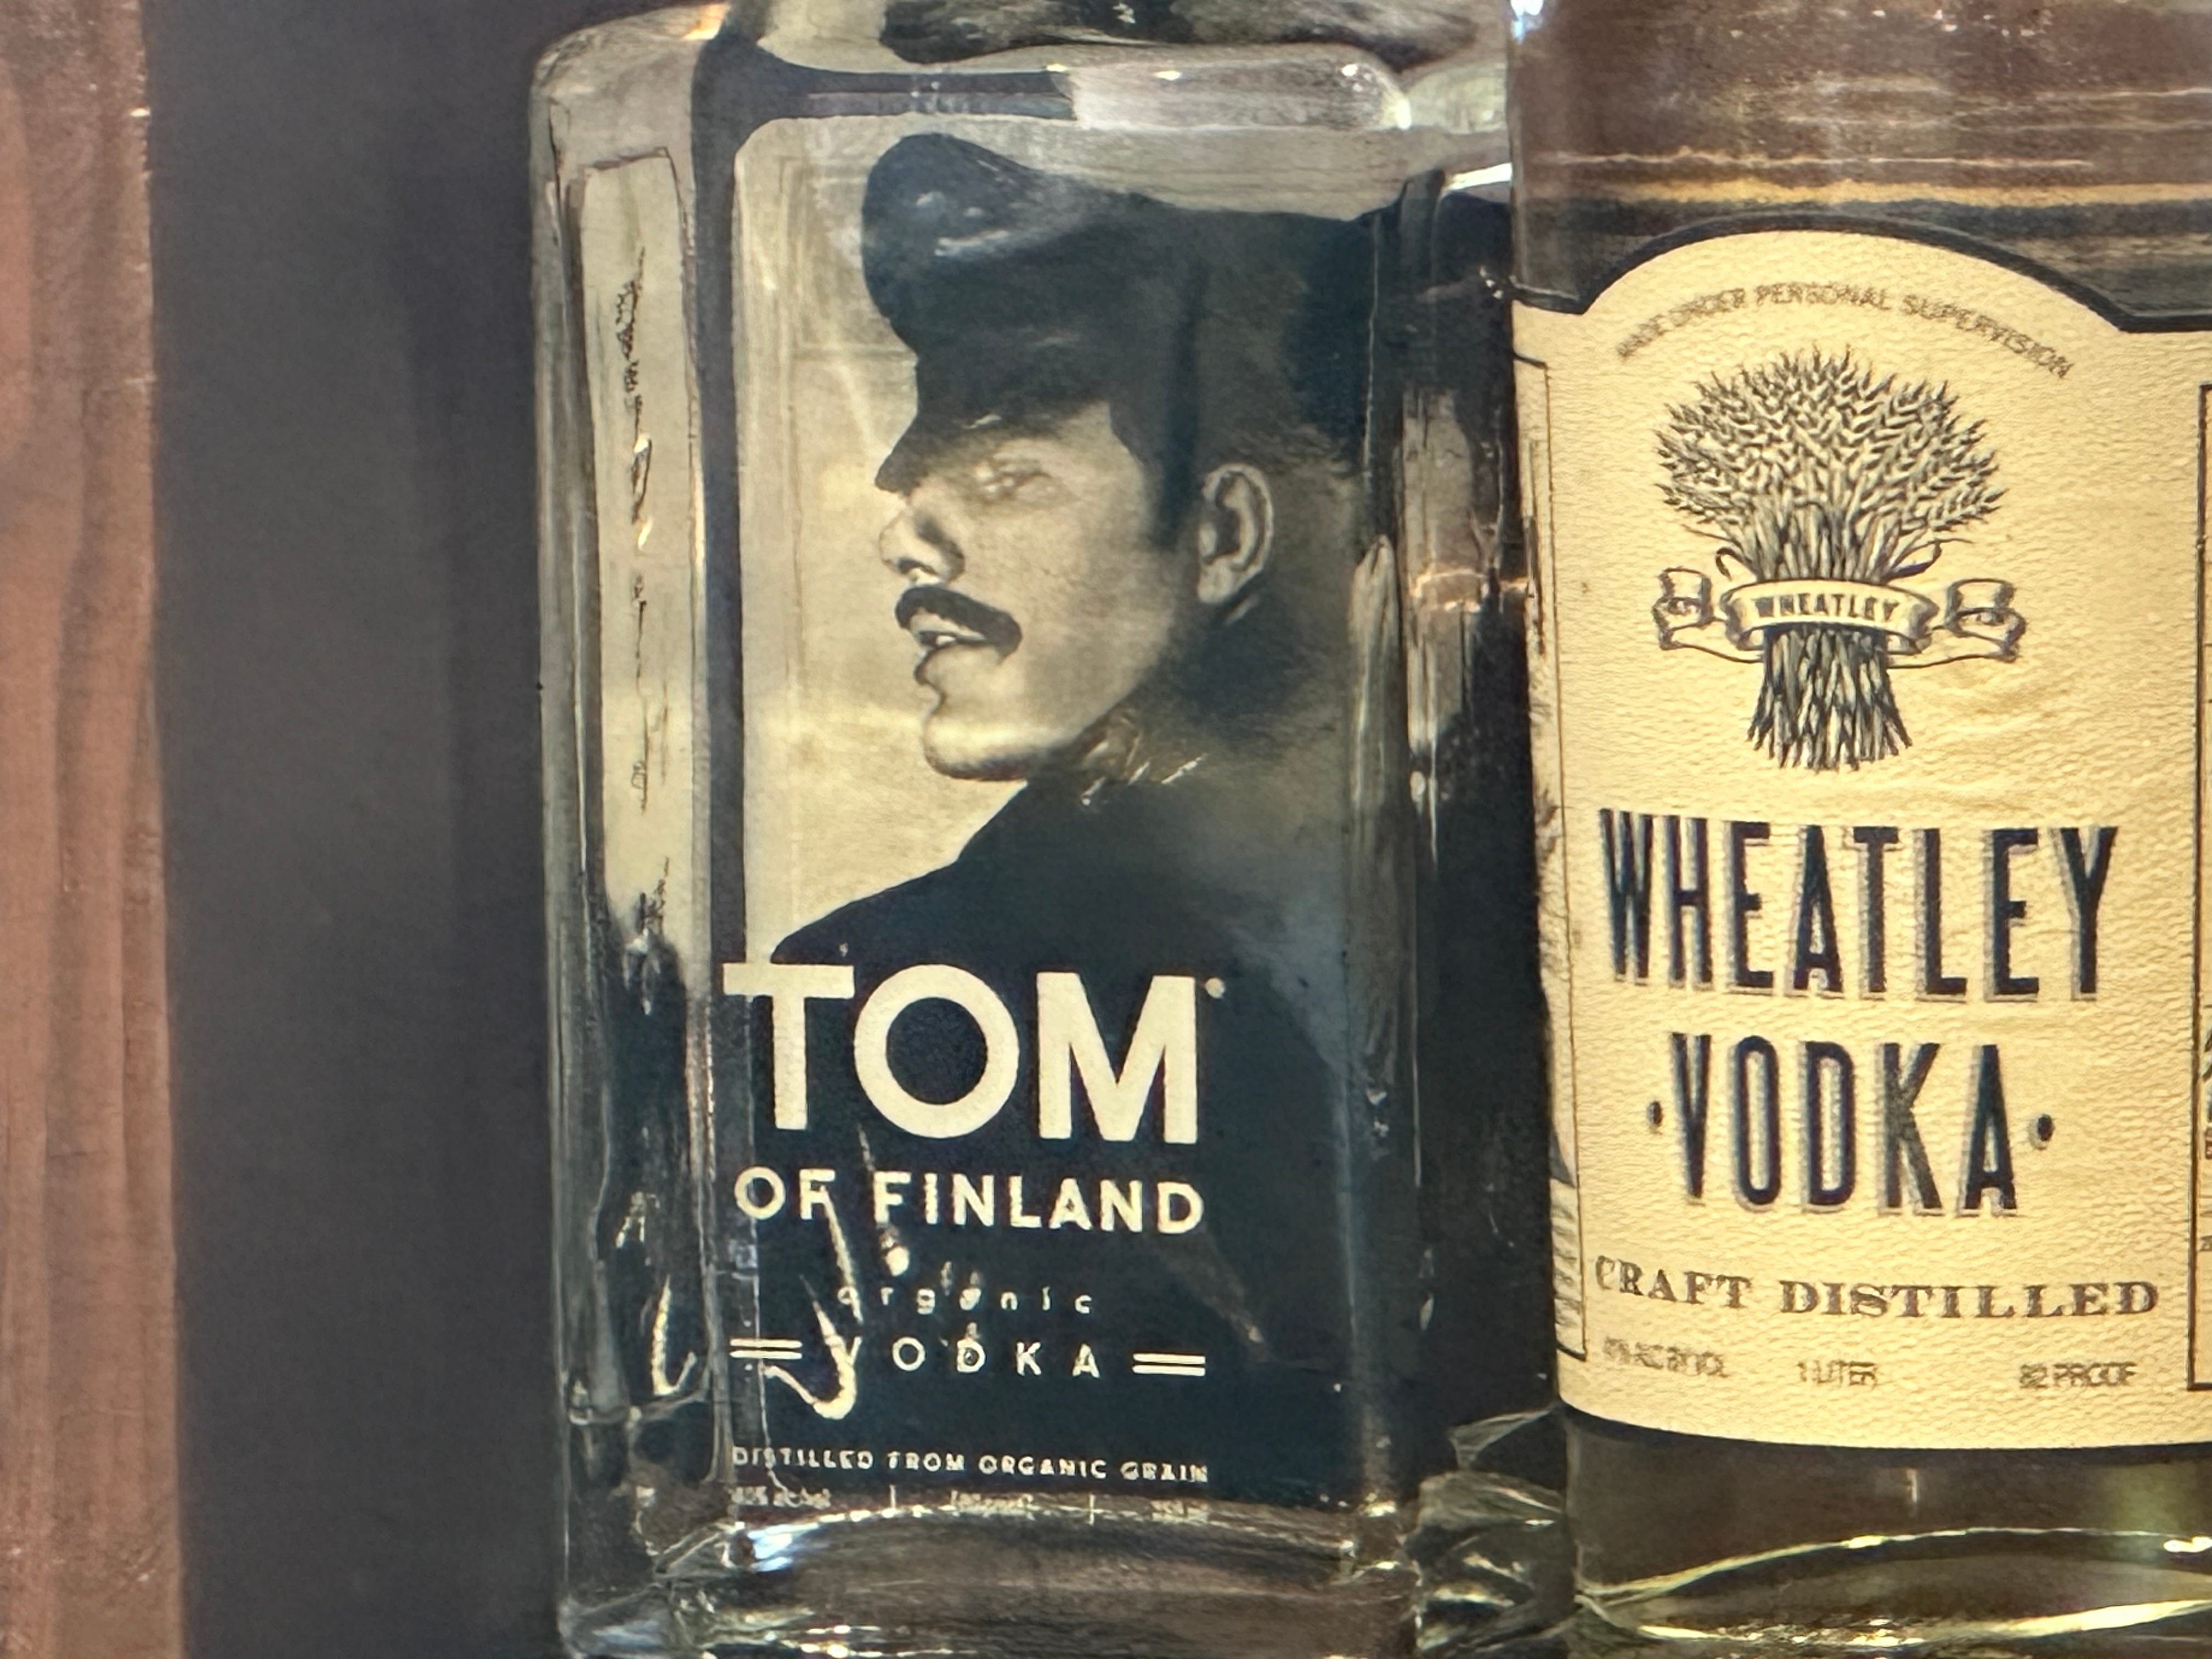 TOM
OF FINLAND
organic
VODKA
DISTILLED FROM ORGANIC GRAIN
MADE UNDER PERSONAL SUPERVISION
WHEATLEY
WHEATLEY
VODKA
CRAFT DISTILLED
1 LITER 82 PROOF